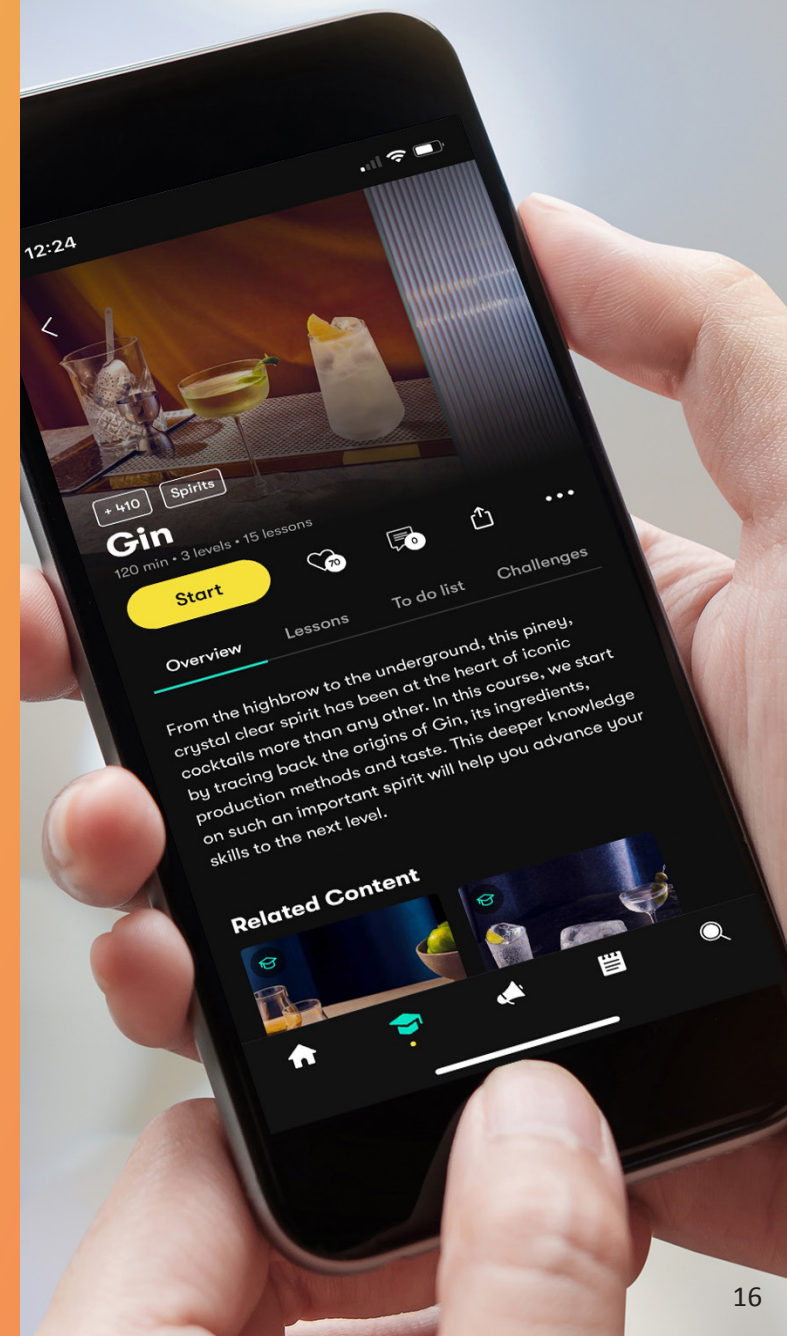 12:24
+ 410 Spirits
Gin
120 min • 3 levels • 15 lessons
Start
70
0
Overview Lessons To do list Challenges
From the highbrow to the underground, this piney,
crystal clear spirit has been at the heart of iconic
cocktails more than any other. In this course, we start
by tracing back the origins of Gin, its ingredients,
production methods and taste. This deeper knowledge
on such an important spirit will help you advance your
skills to the next level.
Related Content
16